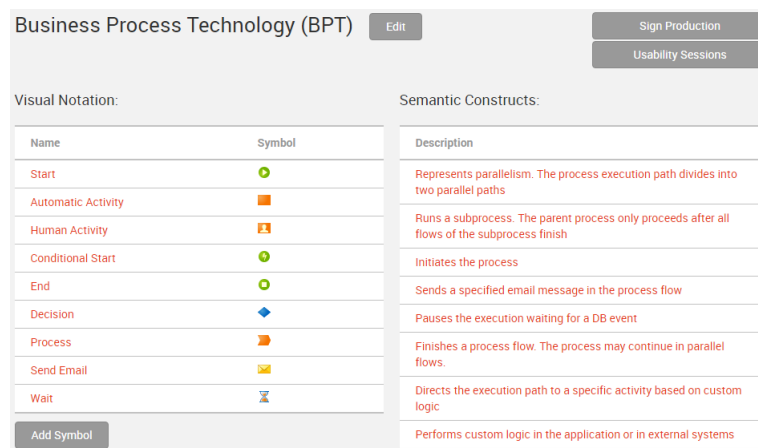 Business Process Technology (BPT)
Edit
Sign Production
Usability Sessions
Visual Notation:
Name Symbol
Start
Automatic Activity
Human Activity
Conditional Start
End
Decision
Process
Send Email
Wait
Add Symbol
Semantic Constructs:
Description
Represents parallelism. The process execution path divides into
two parallel paths
Runs a subprocess. The parent process only proceeds after all
flows of the subprocess finish
Initiates the process
Sends a specified email message in the process flow
Pauses the execution waiting for a DB event
Finishes a process flow. The process may continue in parallel
flows.
Directs the execution path to a specific activity based on custom
logic
Performs custom logic in the application or in external systems